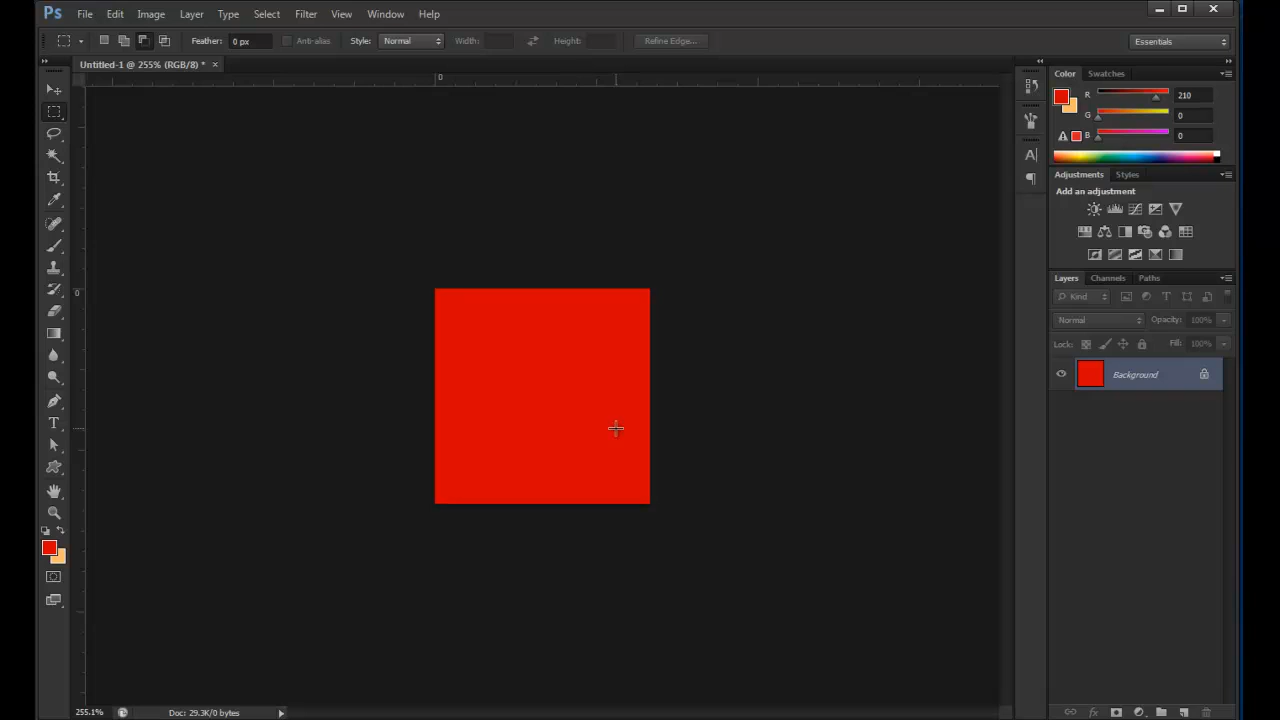 Ps File Edit Image Layer Type Select Filter View Window Help
Feather: 0 px Anti-alias Style: Normal Width: Height: Refine Edge... Essentials
Untitled-1 @ 255% (RGB/8) * ×
0
0
Color Swatches
R 210
G 0
B 0
Adjustments Styles
Add an adjustment
Layers Channels Paths
Kind
Normal Opacity: 100%
Lock: Fill: 100%
Background
255.1% Doc: 29.3K/0 bytes